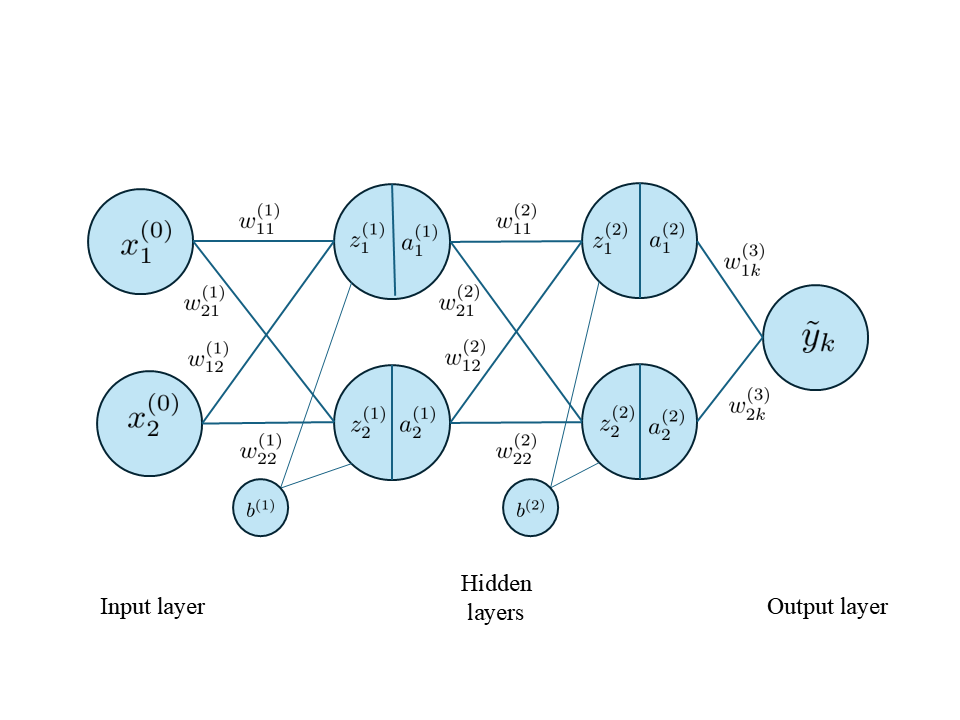 x_1^{(0)}
w_{11}^{(1)}
z_1^{(1)} a_1^{(1)}
w_{11}^{(2)}
z_1^{(2)} a_1^{(2)}
w_{1k}^{(3)}
w_{21}^{(1)}
w_{21}^{(2)}
ỹ_k
w_{12}^{(1)}
w_{12}^{(2)}
x_2^{(0)}
z_2^{(1)} a_2^{(1)}
z_2^{(2)} a_2^{(2)}
w_{2k}^{(3)}
w_{22}^{(1)}
w_{22}^{(2)}
b^{(1)}
b^{(2)}
Input layer
Hidden
layers
Output layer